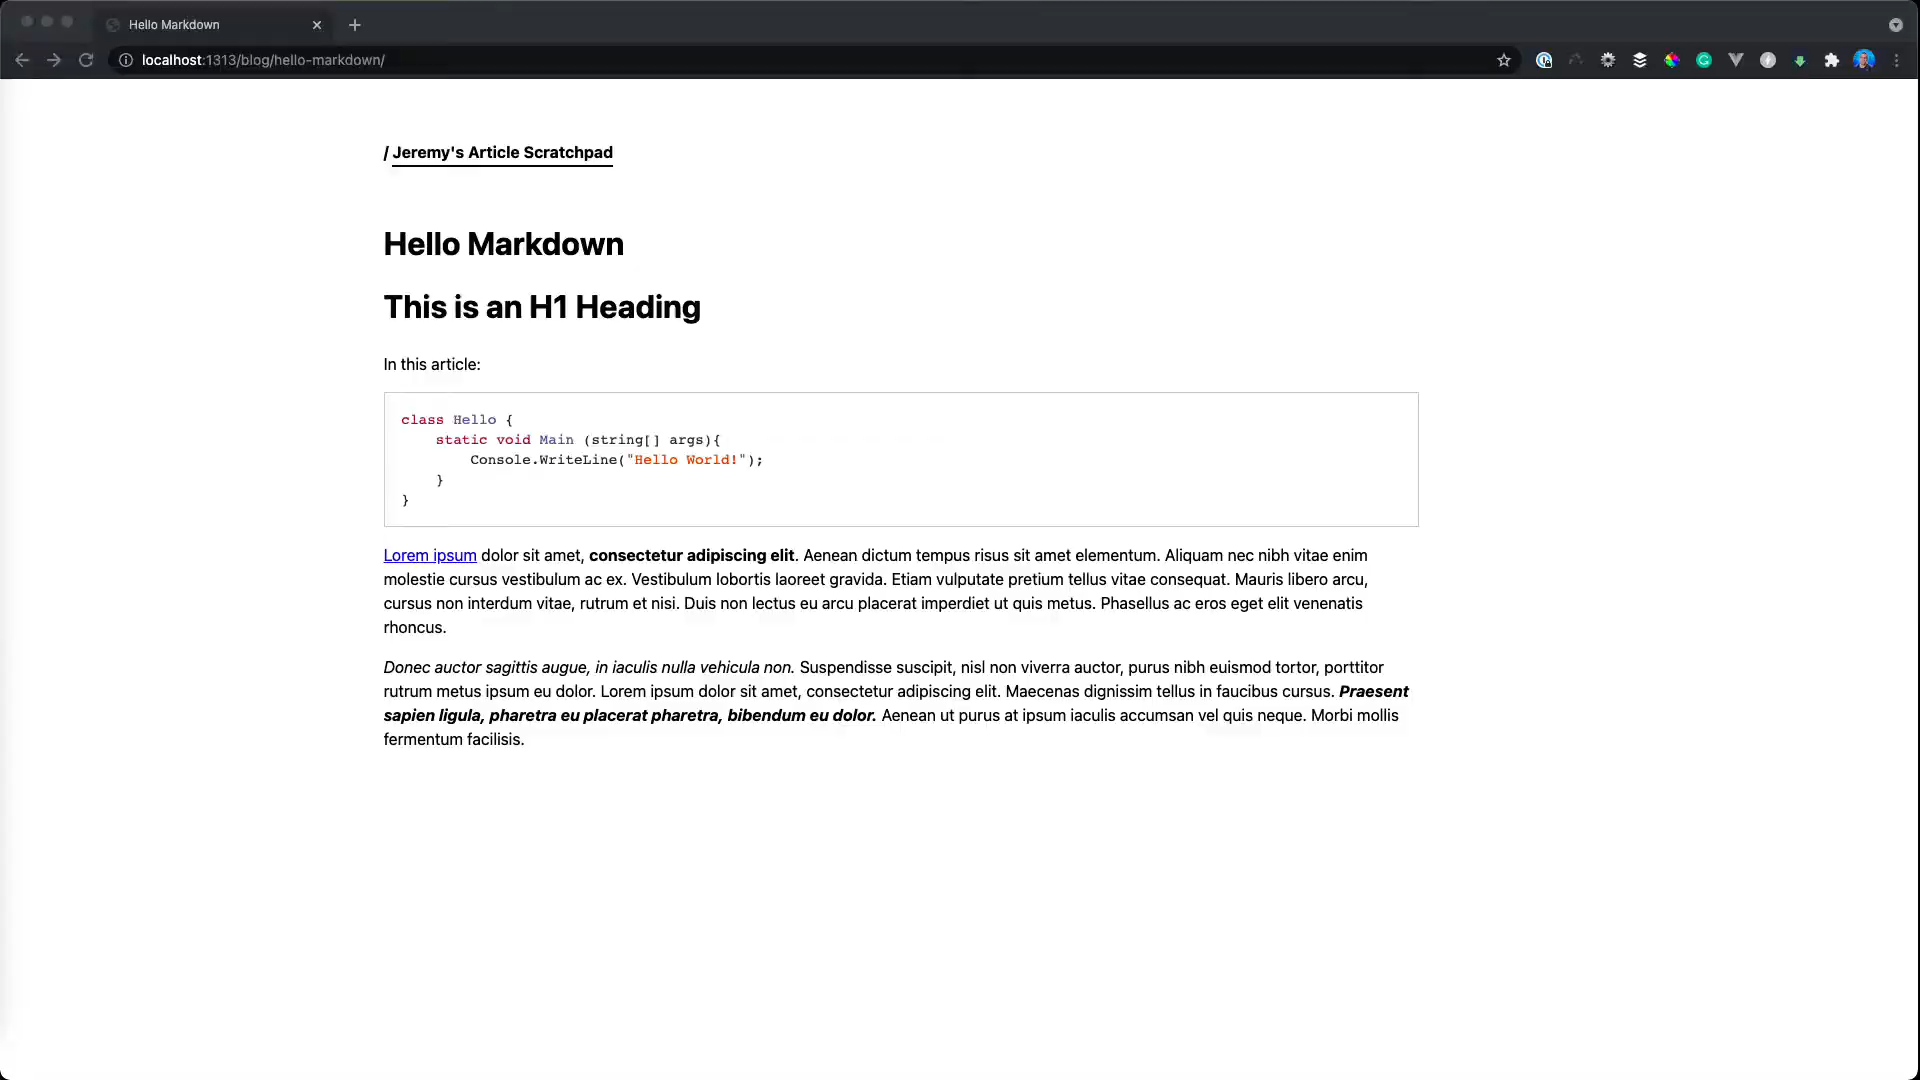 Hello Markdown
localhost:1313/blog/hello-markdown/
/ Jeremy's Article Scratchpad
Hello Markdown
This is an H1 Heading
In this article:
class Hello {
    static void Main (string[] args){
        Console.WriteLine("Hello World!");
    }
}
Lorem ipsum dolor sit amet, consectetur adipiscing elit. Aenean dictum tempus risus sit amet elementum. Aliquam nec nibh vitae enim
molestie cursus vestibulum ac ex. Vestibulum lobortis laoreet gravida. Etiam vulputate pretium tellus vitae consequat. Mauris libero arcu,
cursus non interdum vitae, rutrum et nisi. Duis non lectus eu arcu placerat imperdiet ut quis metus. Phasellus ac eros eget elit venenatis
rhoncus.
Donec auctor sagittis augue, in iaculis nulla vehicula non. Suspendisse suscipit, nisl non viverra auctor, purus nibh euismod tortor, porttitor
rutrum metus ipsum eu dolor. Lorem ipsum dolor sit amet, consectetur adipiscing elit. Maecenas dignissim tellus in faucibus cursus. Praesent
sapien ligula, pharetra eu placerat pharetra, bibendum eu dolor. Aenean ut purus at ipsum iaculis accumsan vel quis neque. Morbi mollis
fermentum facilisis.